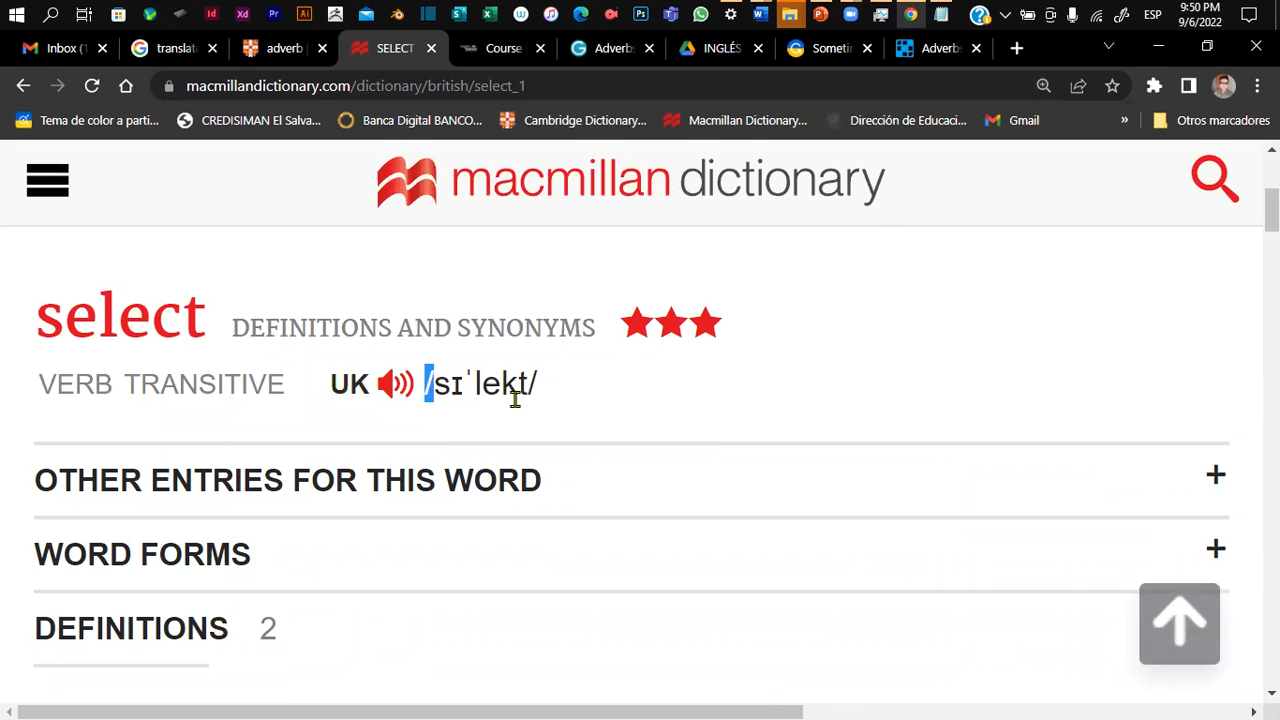 9:50 PM
ESP
9/6/2022
Inbox (1
translate
adverb |
SELECT
Course
Adverb
INGLÉS
Sometin
Adverb
macmillandictionary.com/dictionary/british/select_1
Tema de color a parti...
CREDISIMAN El Salva...
Banca Digital BANCO...
Cambridge Dictionary...
Macmillan Dictionary...
Dirección de Educaci...
Gmail
»
Otros marcadores
macmillan dictionary
select DEFINITIONS AND SYNONYMS
VERB TRANSITIVE UK /sɪˈlekt/
OTHER ENTRIES FOR THIS WORD +
WORD FORMS +
DEFINITIONS 2